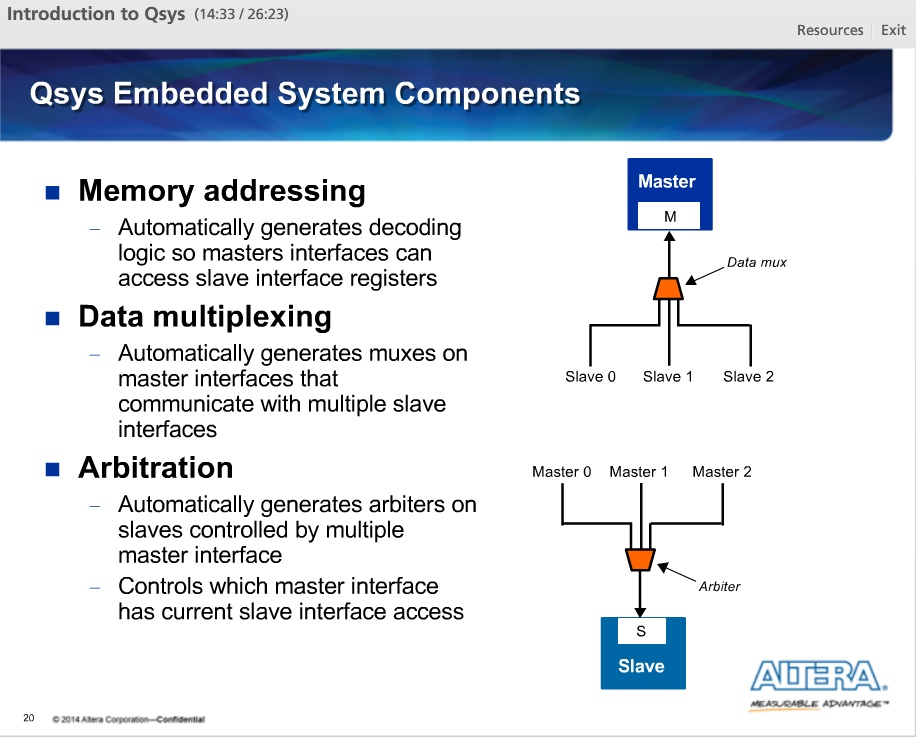 Introduction to Qsys (14:33 / 26:23)
Resources Exit
Qsys Embedded System Components
Memory addressing
– Automatically generates decoding
logic so masters interfaces can
access slave interface registers
Data multiplexing
– Automatically generates muxes on
master interfaces that
communicate with multiple slave
interfaces
Arbitration
– Automatically generates arbiters on
slaves controlled by multiple
master interface
– Controls which master interface
has current slave interface access
Master
M
Data mux
Slave 0 Slave 1 Slave 2
Master 0 Master 1 Master 2
Arbiter
S
Slave
ALTERA.
MEASURABLE ADVANTAGE™
20 © 2014 Altera Corporation—Confidential